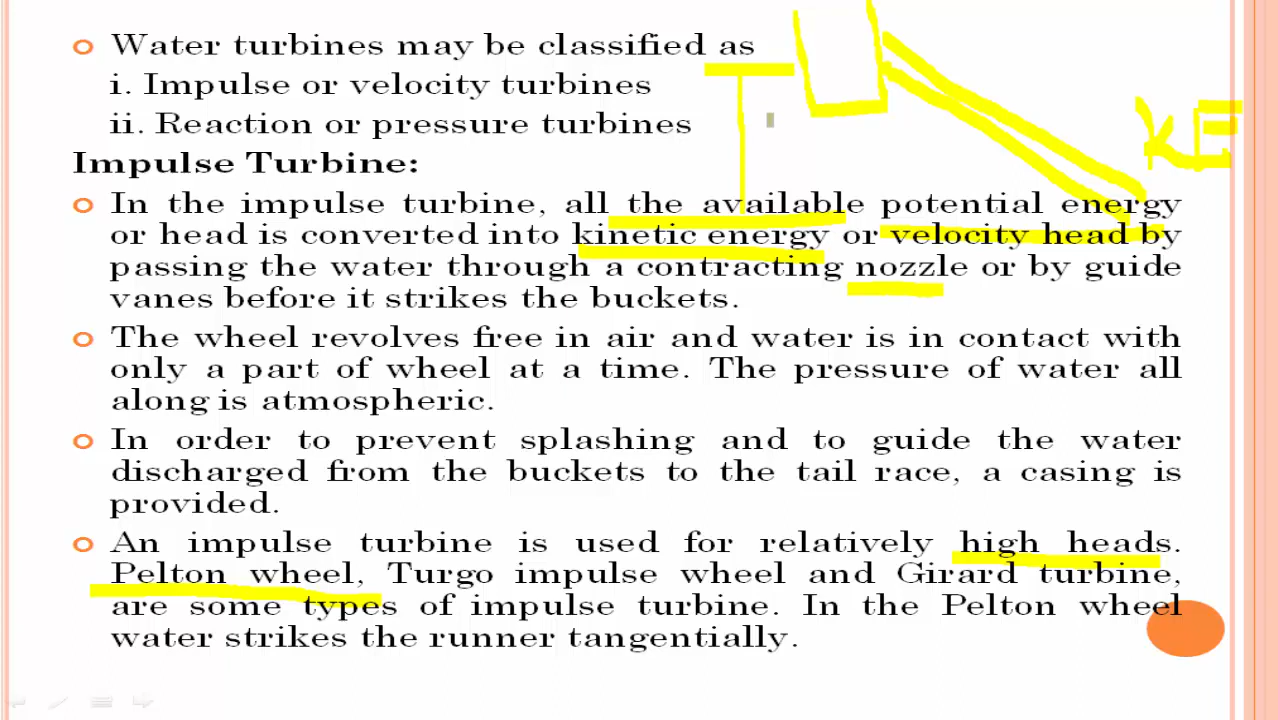 Water turbines may be classified as
i. Impulse or velocity turbines
ii. Reaction or pressure turbines
KE
Impulse Turbine:
In the impulse turbine, all the available potential energy
or head is converted into kinetic energy or velocity head by
passing the water through a contracting nozzle or by guide
vanes before it strikes the buckets.
The wheel revolves free in air and water is in contact with
only a part of wheel at a time. The pressure of water all
along is atmospheric.
In order to prevent splashing and to guide the water
discharged from the buckets to the tail race, a casing is
provided.
An impulse turbine is used for relatively high heads.
Pelton wheel, Turgo impulse wheel and Girard turbine,
are some types of impulse turbine. In the Pelton wheel
water strikes the runner tangentially.